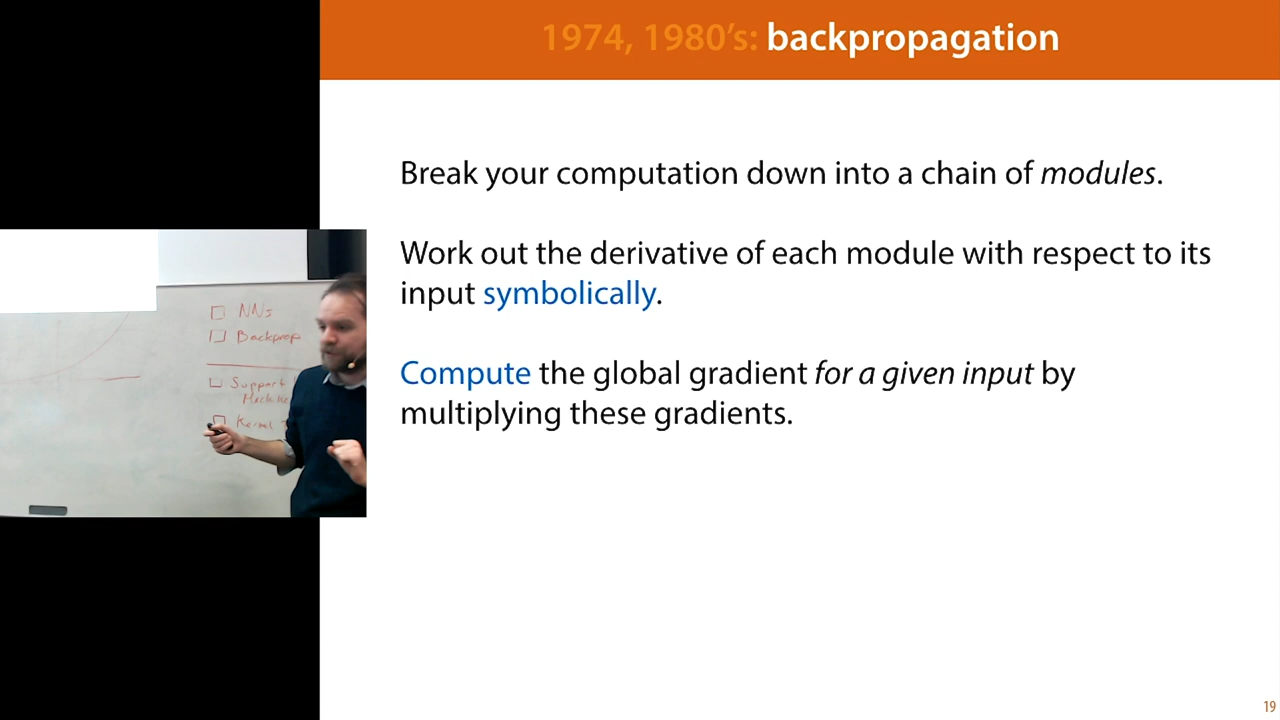 1974, 1980's: backpropagation
Break your computation down into a chain of modules.
Work out the derivative of each module with respect to its
input symbolically.
Compute the global gradient for a given input by
multiplying these gradients.
NNs
Backprop
Support
Kernel
19